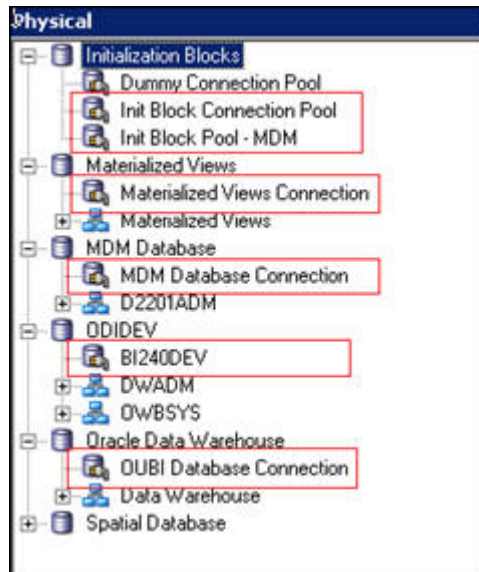 Physical
Initialization Blocks
Dummy Connection Pool
Init Block Connection Pool
Init Block Pool - MDM
Materialized Views
Materialized Views Connection
Materialized Views
MDM Database
MDM Database Connection
D2201ADM
ODIDEV
BI240DEV
DWADM
OWBSYS
Oracle Data Warehouse
OUBI Database Connection
Data Warehouse
Spatial Database